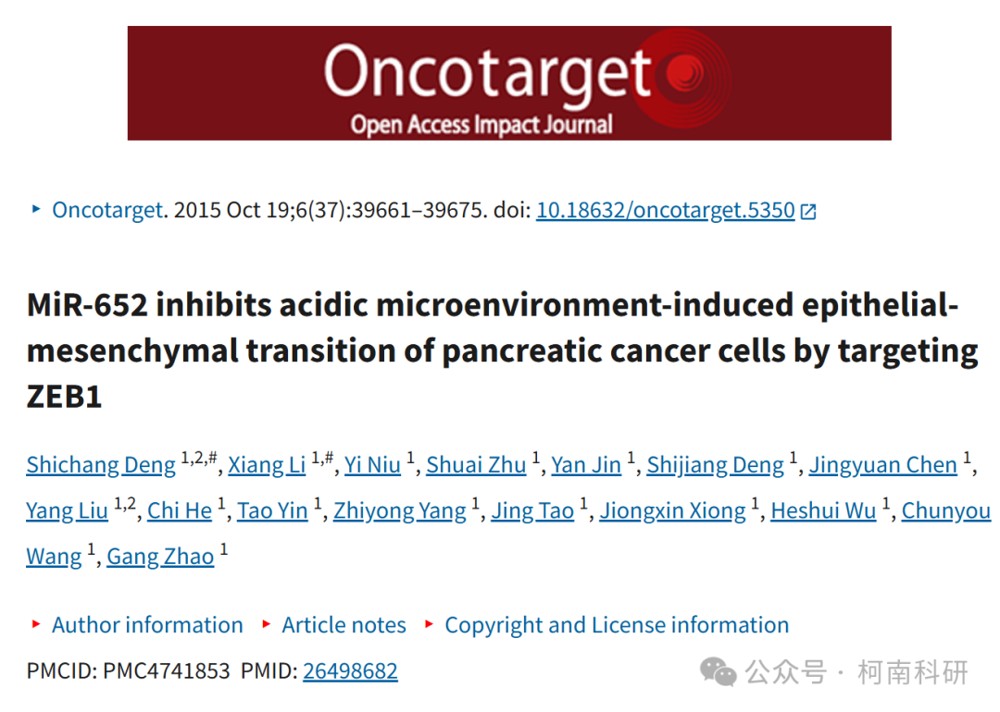 Oncotarget
Open Access Impact Journal
Oncotarget. 2015 Oct 19;6(37):39661–39675. doi: 10.18632/oncotarget.5350
MiR-652 inhibits acidic microenvironment-induced epithelial-
mesenchymal transition of pancreatic cancer cells by targeting
ZEB1
Shichang Deng 1,2,#, Xiang Li 1,#, Yi Niu 1, Shuai Zhu 1, Yan Jin 1, Shijiang Deng 1, Jingyuan Chen 1,
Yang Liu 1,2, Chi He 1, Tao Yin 1, Zhiyong Yang 1, Jing Tao 1, Jiongxin Xiong 1, Heshui Wu 1, Chunyou
Wang 1, Gang Zhao 1
Author information Article notes Copyright and License information
PMCID: PMC4741853 PMID: 26498682
公众号 · 柯南科研